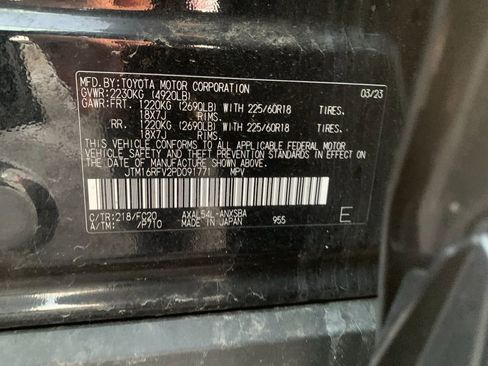 MFD.BY:TOYOTA MOTOR CORPORATION 03/23
GVWR:2230KG (4920LB)
GAWR:FRT. 1220KG (2690LB) WITH 225/60R18 TIRES,
18X7J RIMS.
RR. 1220KG (2690LB) WITH 225/60R18 TIRES,
18X7J RIMS.
THIS VEHICLE CONFORMS TO ALL APPLICABLE FEDERAL MOTOR
VEHICLE SAFETY AND THEFT PREVENTION STANDARDS IN EFFECT
ON THE DATE OF MANUFACTURE SHOWN ABOVE.
JTM16RFV2PD091771 MPV
C/TR:218/FC20 AXAL54L-ANXSBA
A/TM: /P710 MADE IN JAPAN 955 E